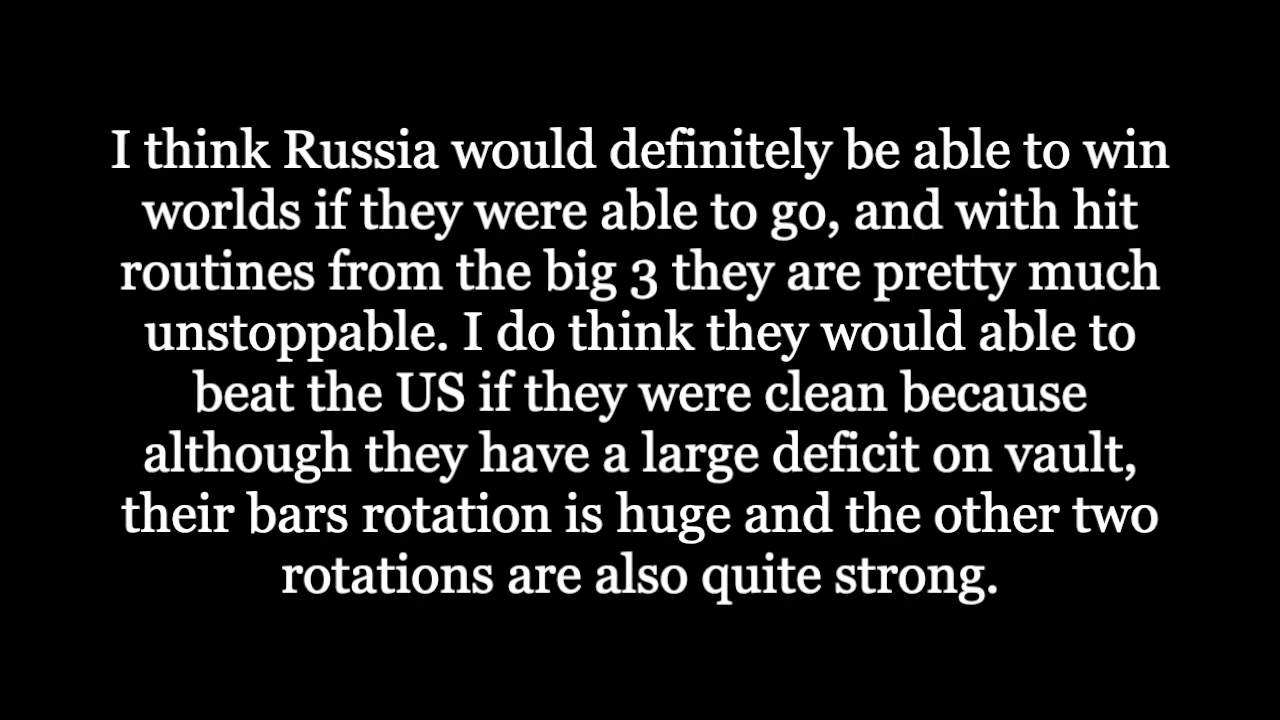 I think Russia would definitely be able to win
worlds if they were able to go, and with hit
routines from the big 3 they are pretty much
unstoppable. I do think they would able to
beat the US if they were clean because
although they have a large deficit on vault,
their bars rotation is huge and the other two
rotations are also quite strong.